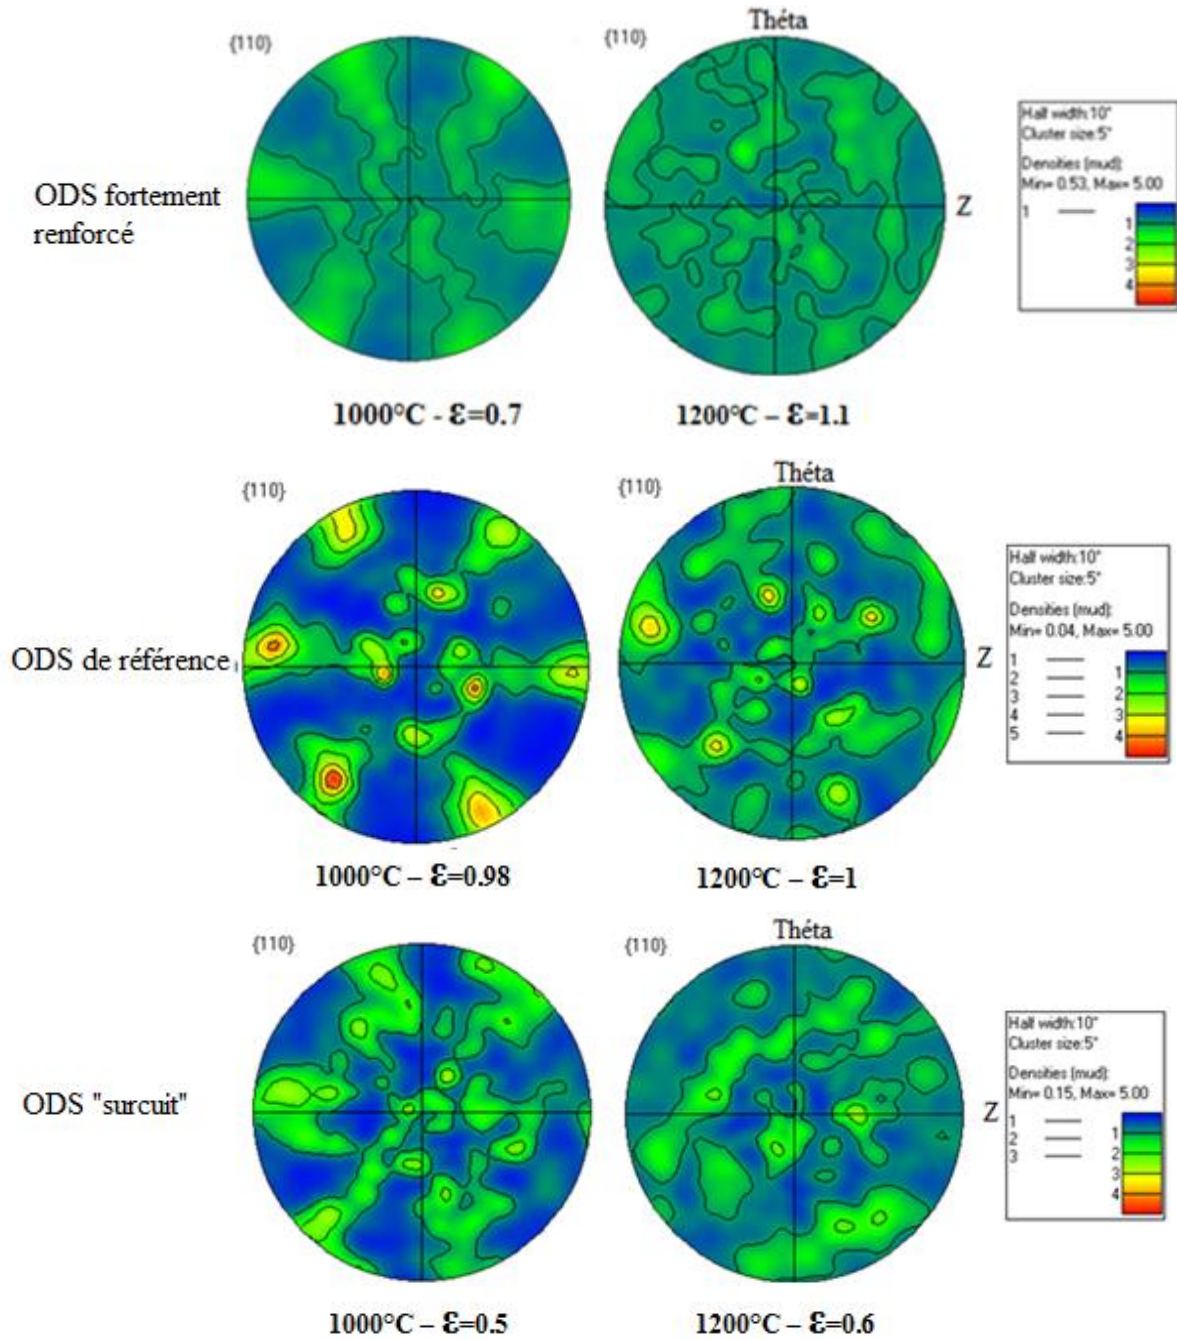 Théta
{110}
{110}
ODS fortement
renforcé
Z
Half width:10°
Cluster size:5°
Densities (mud):
Min= 0.53, Max= 5.00
1
1
2
3
4
1000°C - ε=0.7
1200°C – ε=1.1
Théta
{110}
{110}
ODS de référence
Z
Half width:10°
Cluster size:5°
Densities (mud):
Min= 0.04, Max= 5.00
1
2
3
4
5
1
2
3
4
1000°C – ε=0.98
1200°C – ε=1
Théta
{110}
{110}
ODS "surcuit"
Z
Half width:10°
Cluster size:5°
Densities (mud):
Min= 0.15, Max= 5.00
1
2
3
1
2
3
4
1000°C – ε=0.5
1200°C – ε=0.6